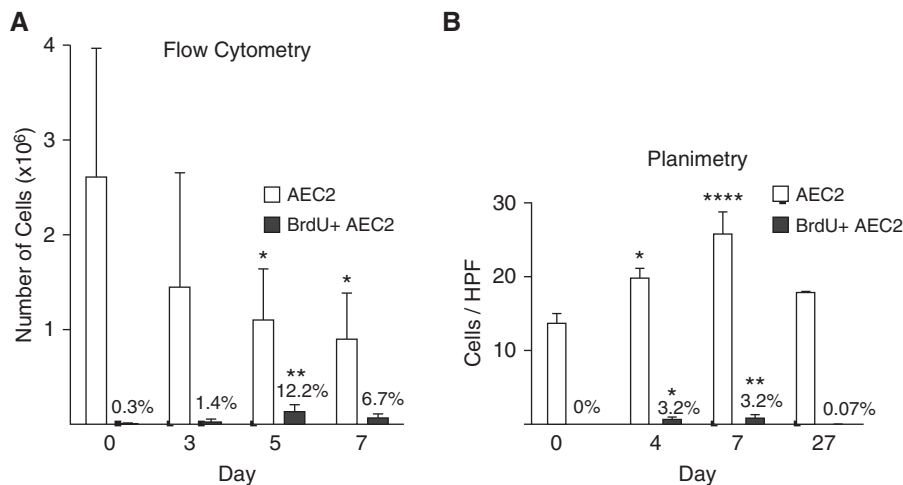 A
Flow Cytometry
Number of Cells (x10⁶)
4
3
2
1
AEC2
BrdU+ AEC2
*
*
**
0.3%
1.4%
12.2%
6.7%
0
3
5
7
Day
B
Planimetry
Cells / HPF
30
20
10
AEC2
BrdU+ AEC2
*
****
*
**
0%
3.2%
3.2%
0.07%
0
4
7
27
Day